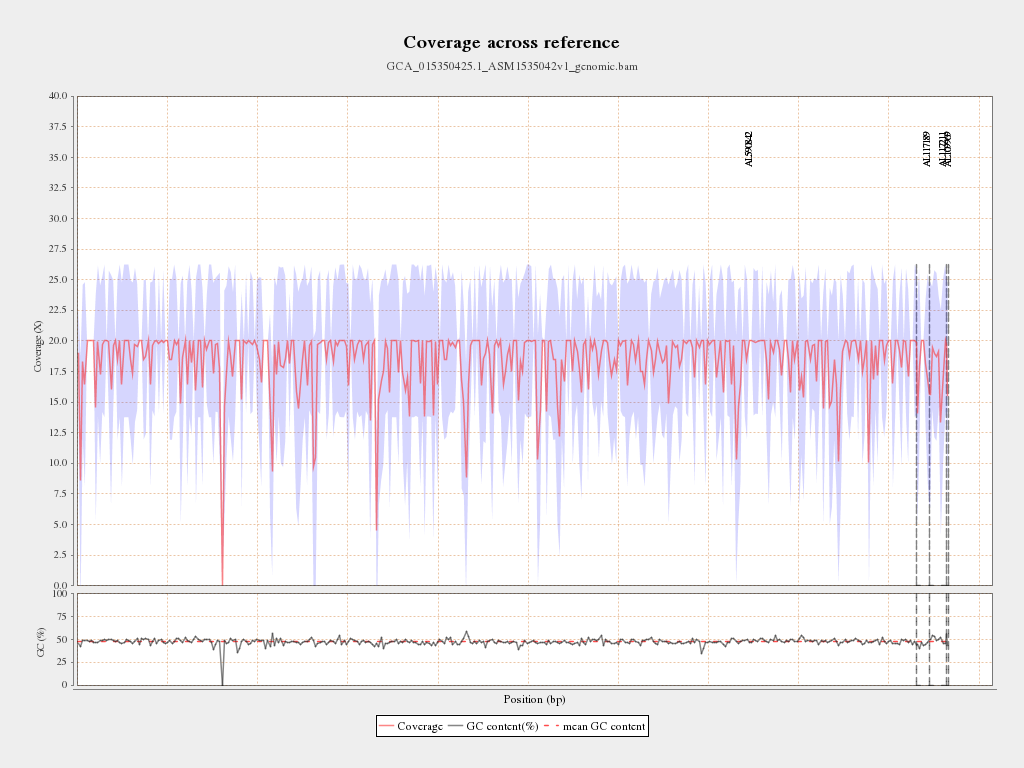 Coverage across reference
GCA_015350425.1_ASM1535042v1_genomic.bam
40.0
37.5
35.0
32.5
30.0
27.5
25.0
22.5
20.0
17.5
15.0
12.5
10.0
7.5
5.0
2.5
0.0
Coverage (X)
AL590842
AL117189
AL117211
100
75
50
25
0
GC (%)
Position (bp)
Coverage
GC content(%)
mean GC content